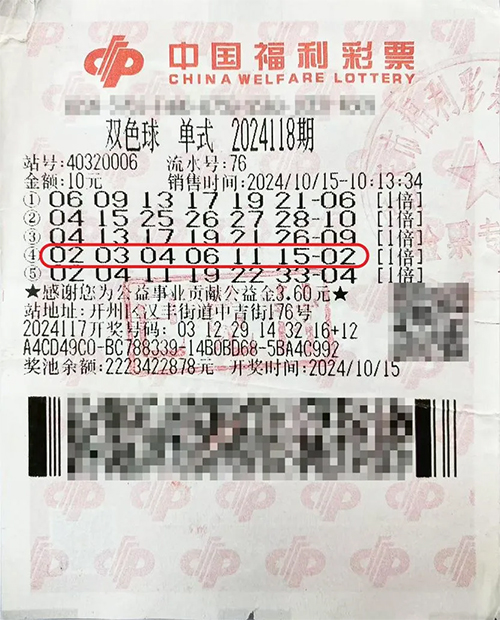 中国福利彩票
CHINA WELFARE LOTTERY
双色球 单式 2024118期
站号:40320006 流水号:76
金额:10元 销售时间:2024/10/15-10:13:34
① 06 09 13 17 19 21-06 [1倍]
② 04 15 25 26 27 28-10 [1倍]
③ 04 13 17 19 21 26-09 [1倍]
④ 02 03 04 06 11 15-02 [1倍]
⑤ 02 04 11 19 22 33-04 [1倍]
★感谢您为公益事业贡献公益金3.60元★
站点地址:开州区汉丰街道中吉街176号
2024117开奖号码: 03 12 29 14 32 16+12
A4CD49C0-BC788339-14B0BD68-5BA4C992
奖池余额:2223422878元-开奖时间:2024/10/15
市福利彩票